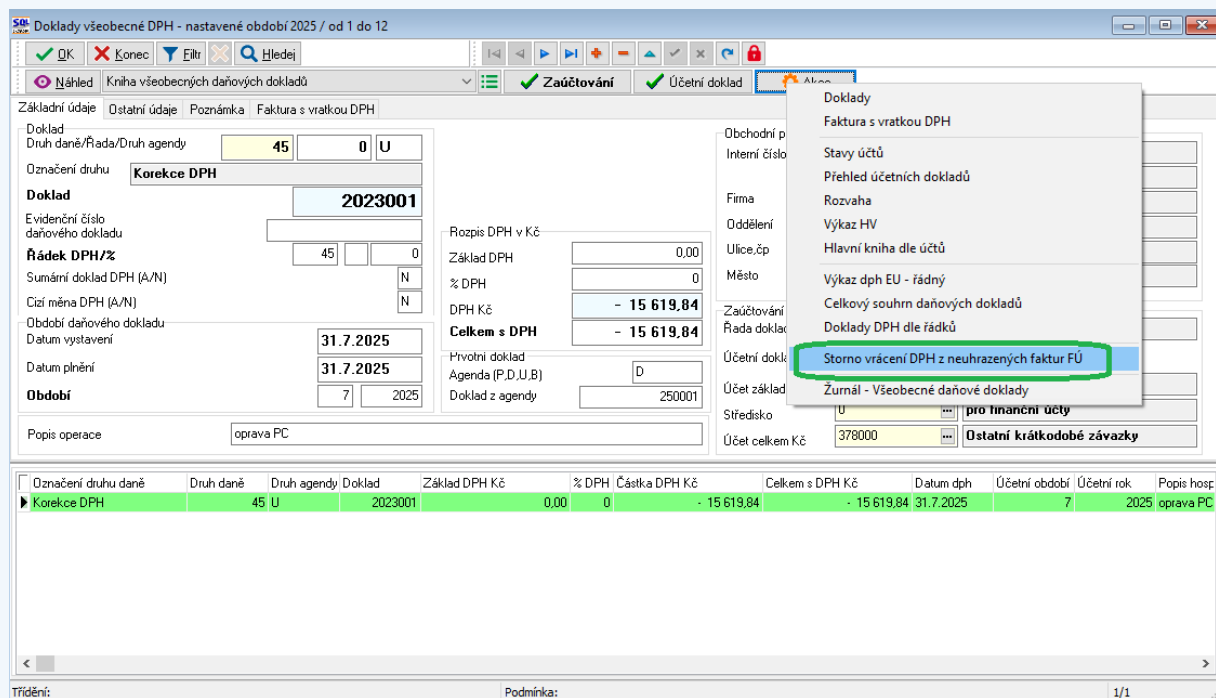 Doklady všeobecné DPH - nastavené období 2025 / od 1 do 12
OK Konec Filtr Hledej
Náhled Kniha všeobecných daňových dokladů Zaúčtování Účetní doklad
Základní údaje Ostatní údaje Poznámka Faktura s vratkou DPH
Doklad
Druh daně/Řada/Druh agendy 45 0 U
Označení druhu Korekce DPH
Doklad 2023001
Evidenční číslo
daňového dokladu
Řádek DPH/% 45 0
Sumární doklad DPH (A/N) N
Cizí měna DPH (A/N) N
Období daňového dokladu
Datum vystavení 31.7.2025
Datum plnění 31.7.2025
Období 7 2025
Popis operace oprava PC
Rozpis DPH v Kč
Základ DPH 0,00
% DPH 0
DPH Kč - 15 619,84
Celkem s DPH - 15 619,84
Prvotní doklad
Agenda (P,D,U,B) D
Doklad z agendy 250001
Obchodní p
Interní číslo
Firma
Oddělení
Ulice,čp
Město
Zaúčtování
Řada doklad
Účetní dokla
Účet základ
Středisko 0 ... pro finanční účty
Účet celkem Kč 378000 ... Ostatní krátkodobé závazky
Doklady
Faktura s vratkou DPH
Stavy účtů
Přehled účetních dokladů
Rozvaha
Výkaz HV
Hlavní kniha dle účtů
Výkaz dph EU - řádný
Celkový souhrn daňových dokladů
Doklady DPH dle řádků
Storno vrácení DPH z neuhrazených faktur FÚ
Žurnál - Všeobecné daňové doklady
Označení druhu daně Druh daně Druh agendy Doklad Základ DPH Kč % DPH Částka DPH Kč Celkem s DPH Kč Datum dph Účetní období Účetní rok Popis hosp
Korekce DPH 45 U 2023001 0,00 0 - 15 619,84 - 15 619,84 31.7.2025 7 2025 oprava PC
Třídění: Podmínka: 1/1